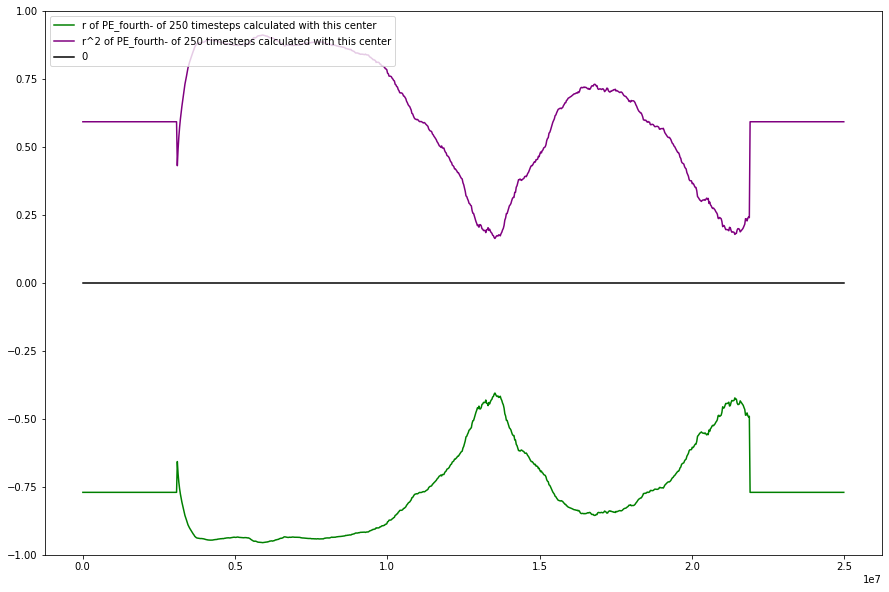 r of PE_fourth- of 250 timesteps calculated with this center
r^2 of PE_fourth- of 250 timesteps caculated with this center
0
1.00
0.75
0.50
0.25
0.00
−0.25
−0.50
−0.75
−1.00
0.0 0.5 1.0 1.5 2.0 2.5
1e7